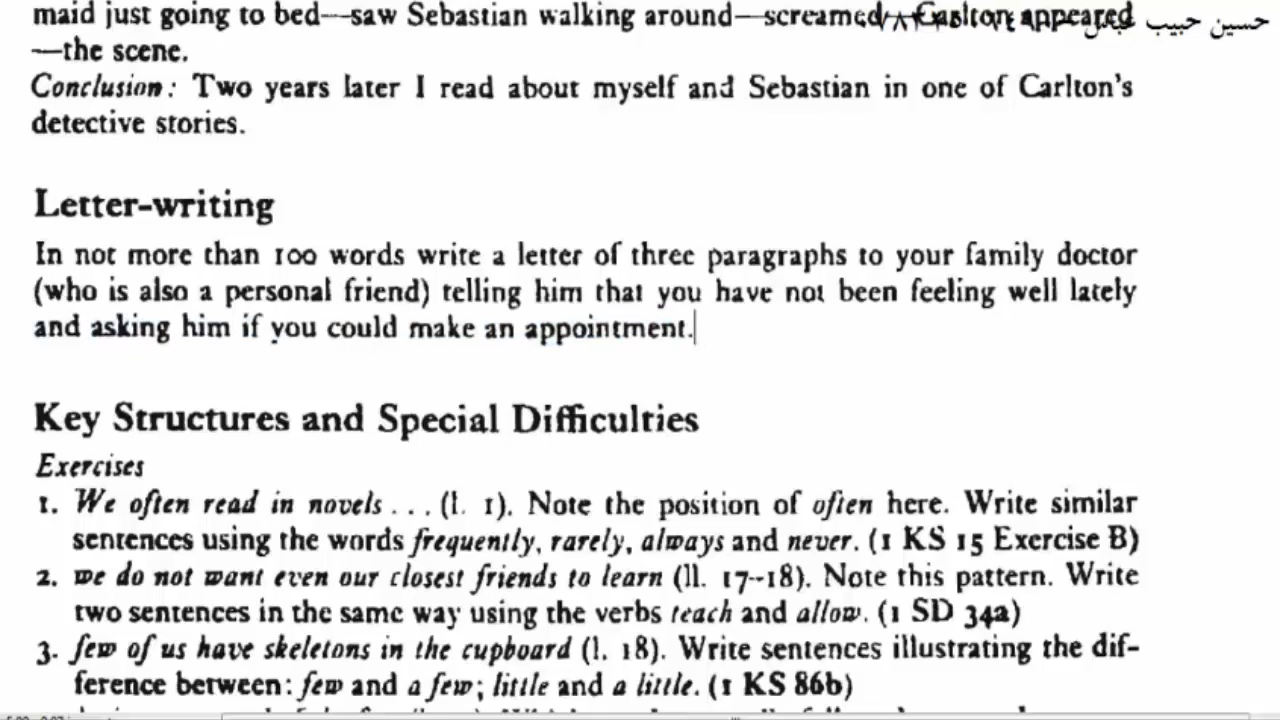 maid just going to bed—saw Sebastian walking around—screamed—Carlton appeared
حسين حبيب عباس
—the scene.
Conclusion: Two years later I read about myself and Sebastian in one of Carlton's
detective stories.
Letter-writing
In not more than 100 words write a letter of three paragraphs to your family doctor
(who is also a personal friend) telling him that you have not been feeling well lately
and asking him if you could make an appointment.
Key Structures and Special Difficulties
Exercises
1. We often read in novels . . . (l. 1). Note the position of often here. Write similar
sentences using the words frequently, rarely, always and never. (1 KS 15 Exercise B)
2. we do not want even our closest friends to learn (ll. 17–18). Note this pattern. Write
two sentences in the same way using the verbs teach and allow. (1 SD 34a)
3. few of us have skeletons in the cupboard (l. 18). Write sentences illustrating the dif-
ference between: few and a few; little and a little. (1 KS 86b)